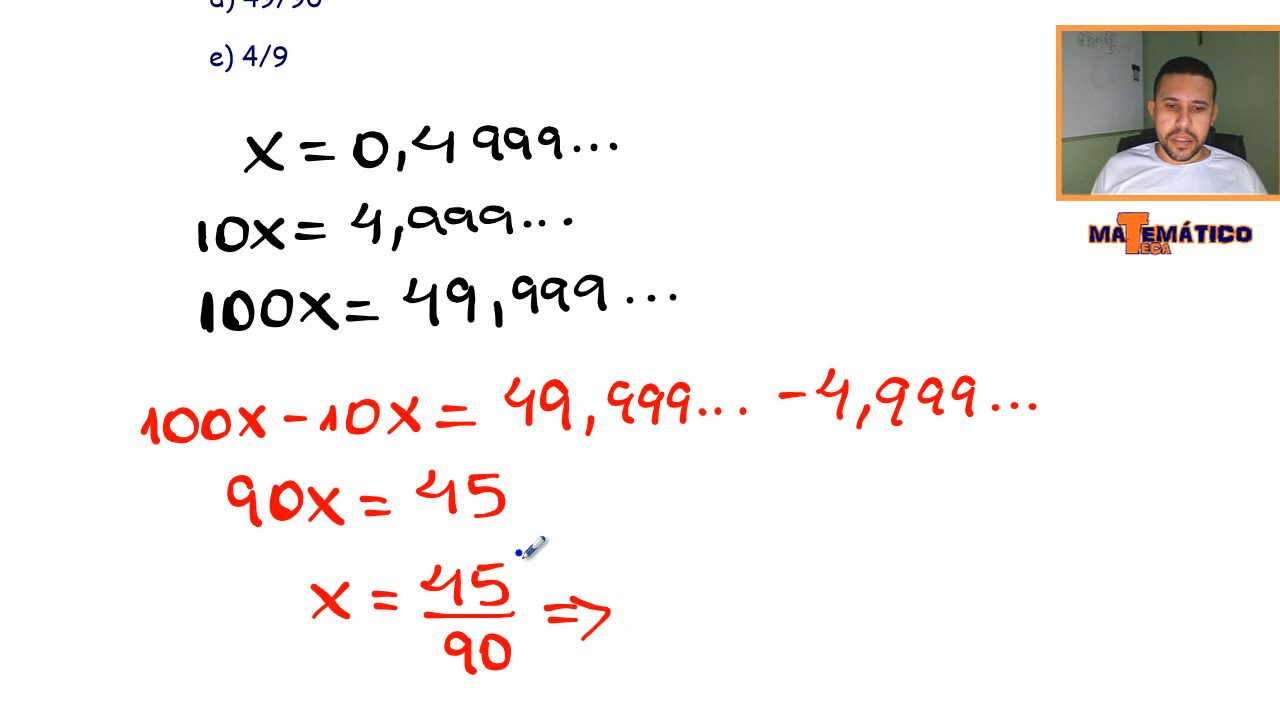 e) 4/9
x = 0,4999...
10x = 4,999...
100x = 49,999...
100x - 10x = 49,999... - 4,999...
90x = 45
x = 45/90 =>
MATEMÁTICO
TECA